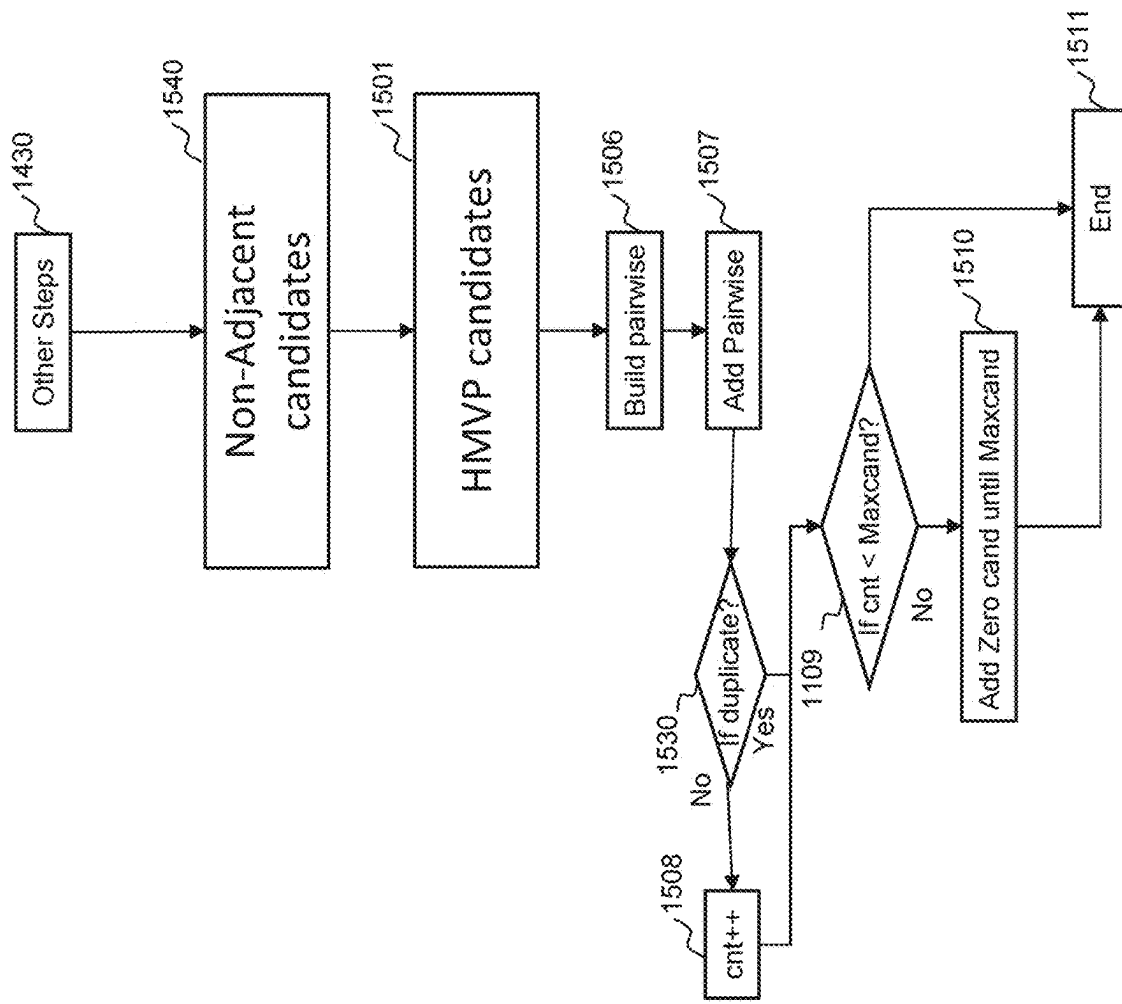 1430
Other Steps
1540
Non-Adjacent
candidates
1501
HMVP candidates
1506
Build pairwise
1507
Add Pairwise
1530
If duplicate?
No
Yes
1508
cnt++
1109
If cnt < Maxcand?
No
1510
Add Zero cand until Maxcand
1511
End